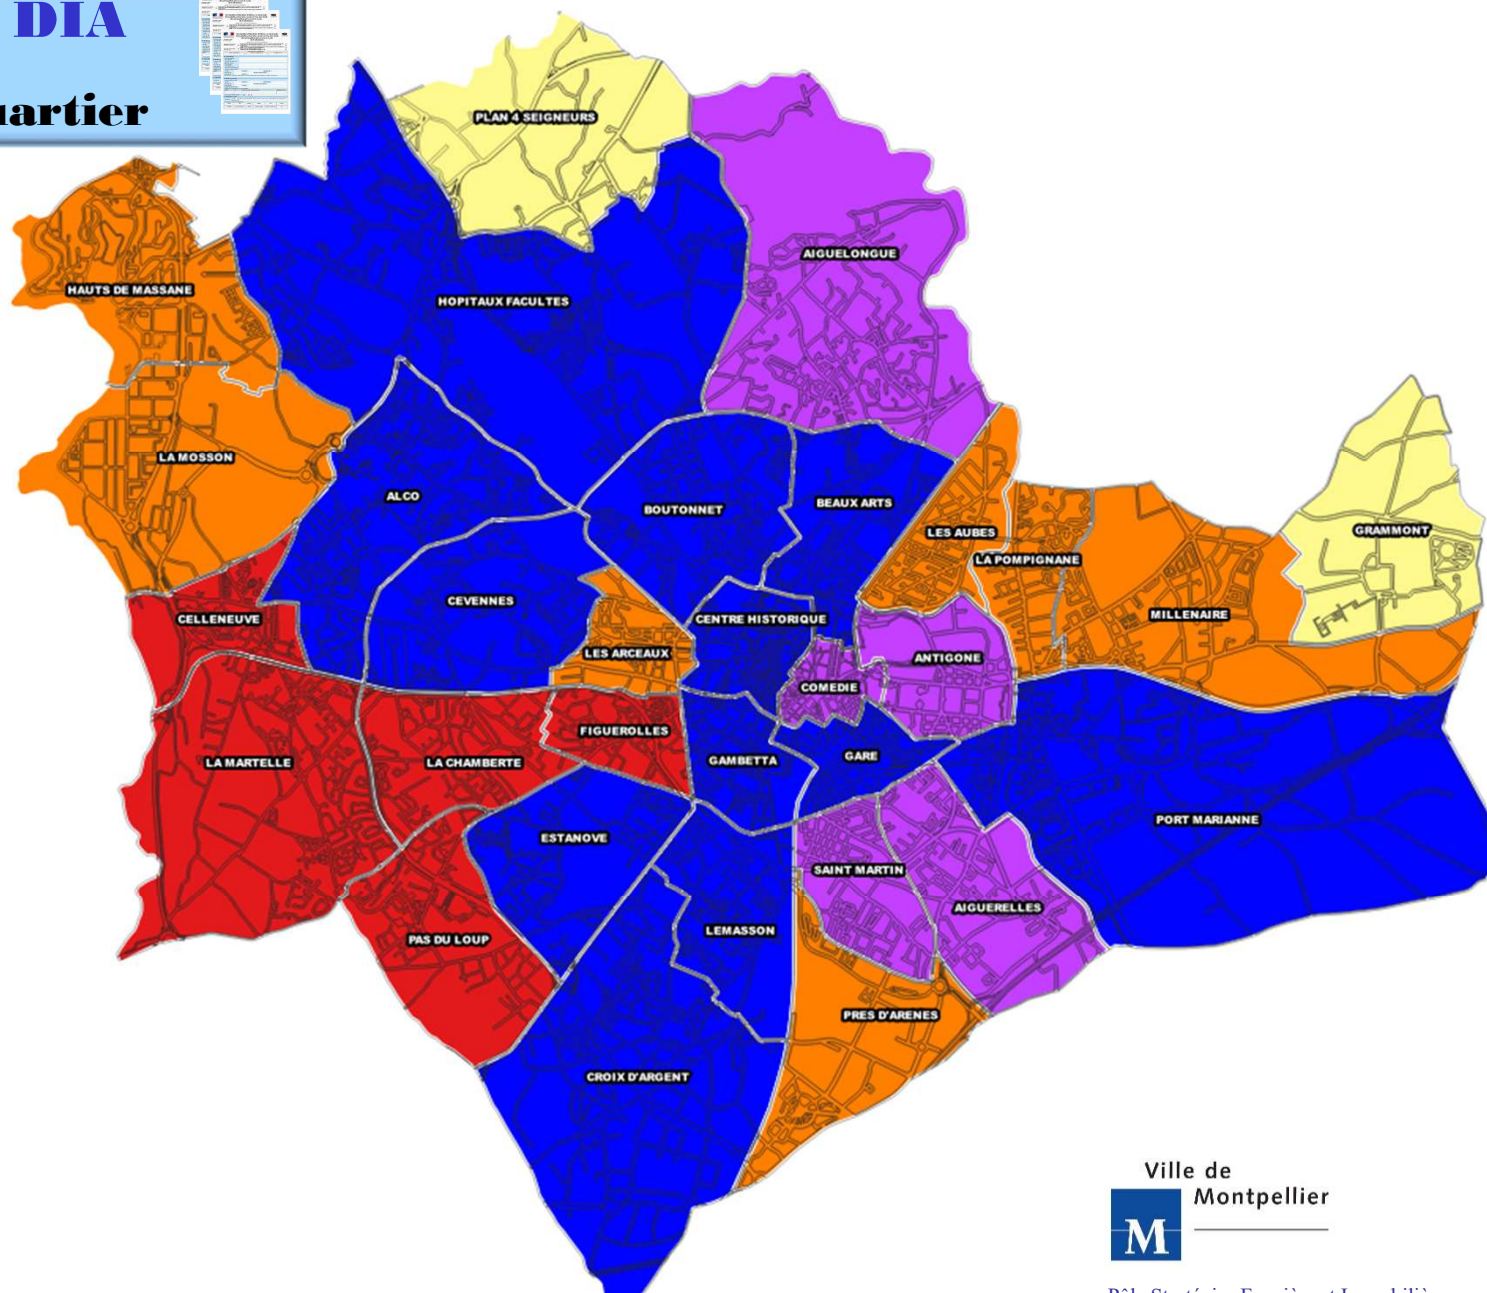 DIA
uartier
PLAN 4 SEIGNEURS
AIGUELONGUE
HAUTS DE MASSANE
HOPITAUX FACULTES
LA MOSSON
ALCO
BOUTONNET
BEAUX ARTS
LES AUBES
GRAMMONT
LA POMPIGNANE
CEVENNES
MILLENAIRE
CELLENEUVE
CENTRE HISTORIQUE
LES ARCEAUX
ANTIGONE
COMEDIE
FIGUEROLLES
LA MARTELLE
LA CHAMBERTE
GAMBETTA
GARE
PORT MARIANNE
ESTANOVE
SAINT MARTIN
AIGUERELLES
LEMASSON
PAS DU LOUP
PRES D'ARENES
CROIX D'ARGENT
Ville de
Montpellier
M